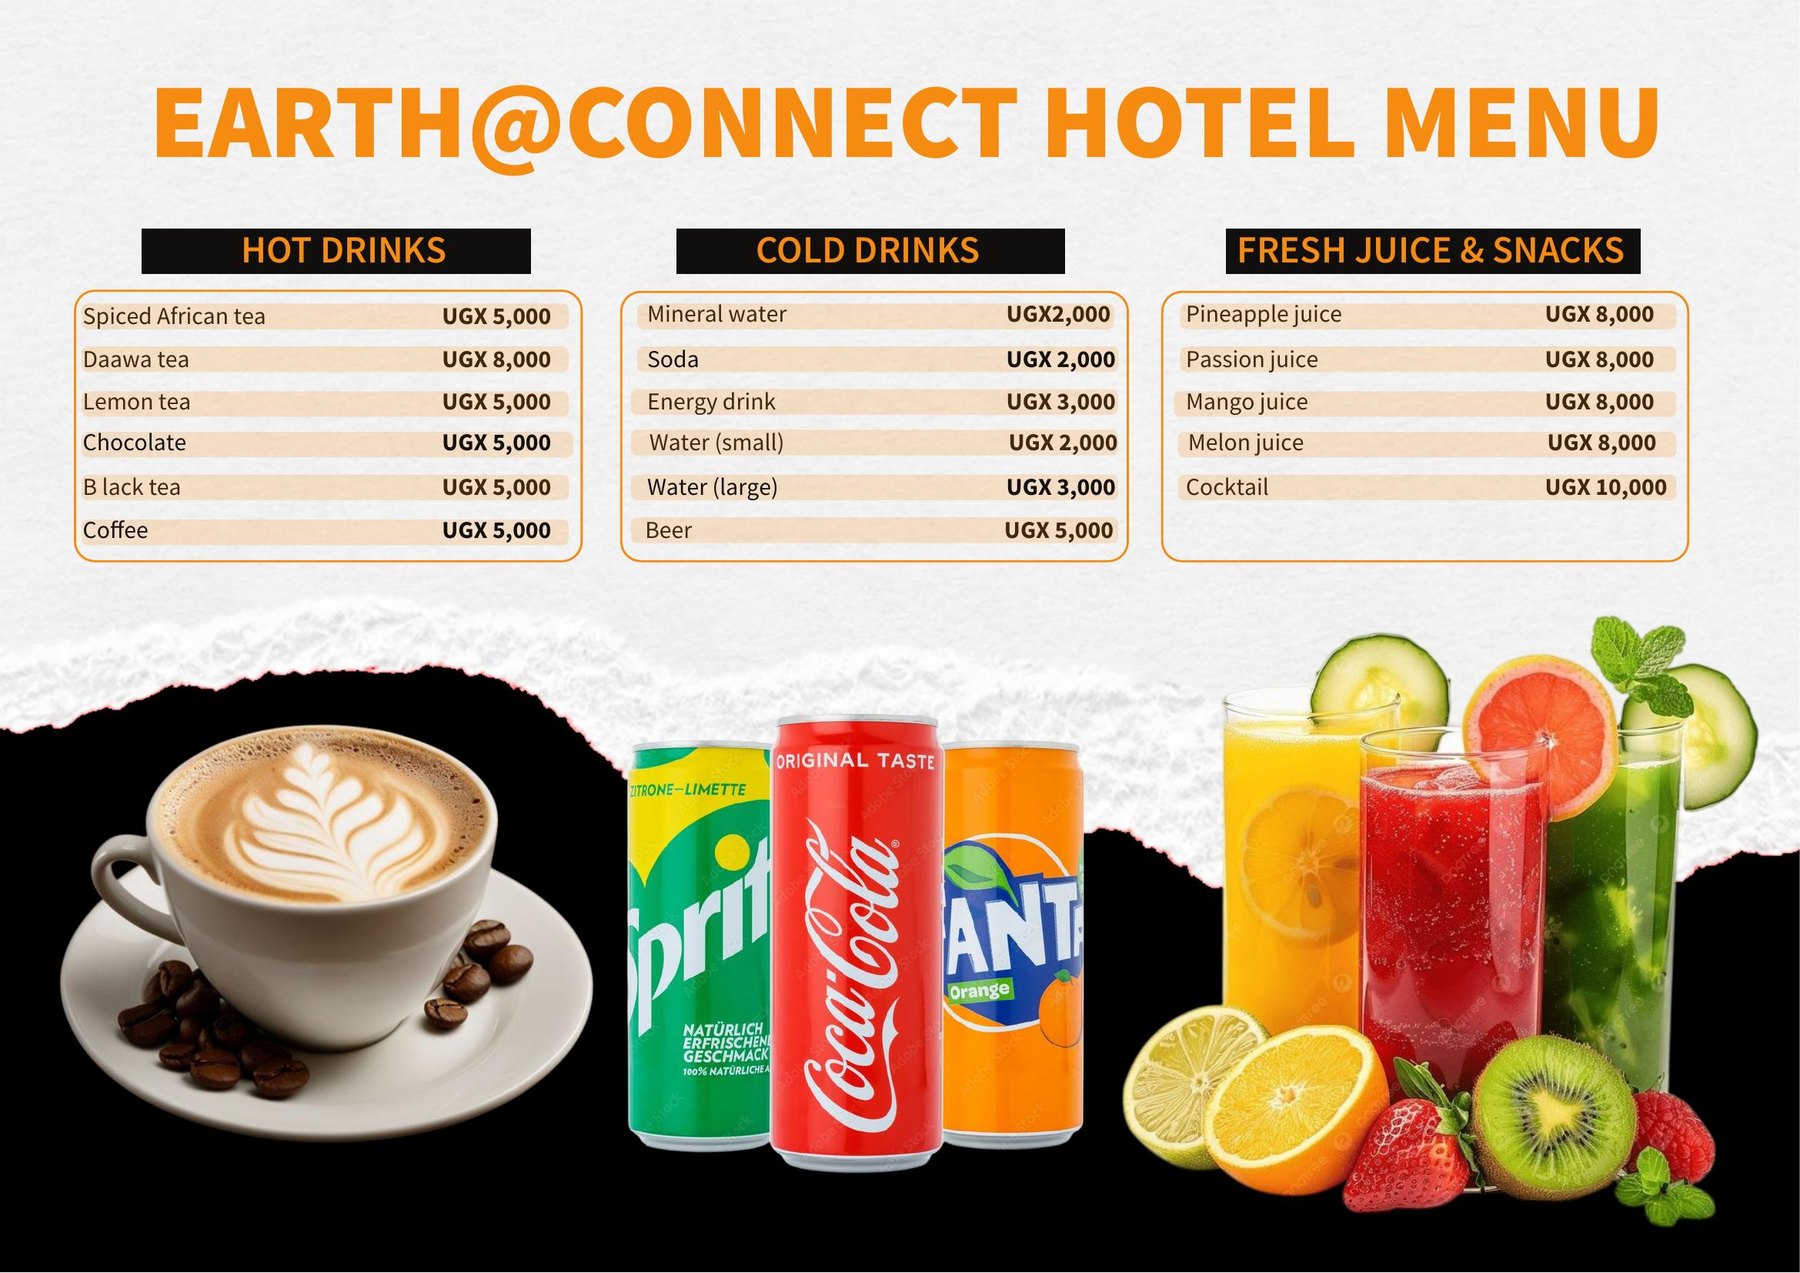 EARTH@CONNECT HOTEL MENU
HOT DRINKS
Spiced African tea UGX 5,000
Daawa tea UGX 8,000
Lemon tea UGX 5,000
Chocolate UGX 5,000
B lack tea UGX 5,000
Coffee UGX 5,000
COLD DRINKS
Mineral water UGX2,000
Soda UGX 2,000
Energy drink UGX 3,000
Water (small) UGX 2,000
Water (large) UGX 3,000
Beer UGX 5,000
FRESH JUICE & SNACKS
Pineapple juice UGX 8,000
Passion juice UGX 8,000
Mango juice UGX 8,000
Melon juice UGX 8,000
Cocktail UGX 10,000
ZITRONE–LIMETTE
Sprit
NATÜRLICH
ERFRISCHEND
GESCHMACK
100% NATÜRLICHE
ORIGINAL TASTE
Coca-Cola®
FANTA
Orange